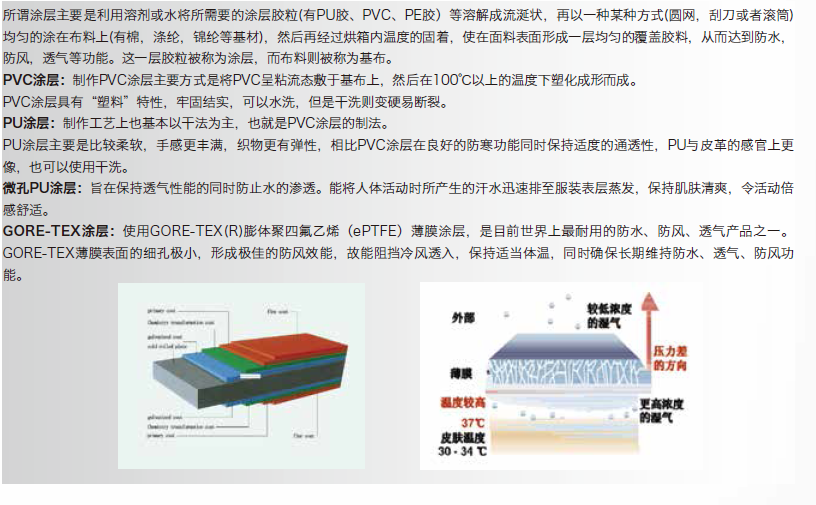 所谓涂层主要是利用溶剂或水将所需要的涂层胶粒(有PU胶、PVC、PE胶）等溶解成流涎状，再以一种某种方式(圆网，刮刀或者滚筒)
均匀的涂在布料上(有棉，涤纶，锦纶等基材)，然后再经过烘箱内温度的固着，使在面料表面形成一层均匀的覆盖胶料，从而达到防水，
防风，透气等功能。这一层胶粒被称为涂层，而布料则被称为基布。
PVC涂层：制作PVC涂层主要方式是将PVC呈粘流态敷于基布上，然后在100℃以上的温度下塑化成形而成。
PVC涂层具有“塑料”特性，牢固结实，可以水洗，但是干洗则变硬易断裂。
PU涂层：制作工艺上也基本以干法为主，也就是PVC涂层的制法。
PU涂层主要是比较柔软，手感更丰满，织物更有弹性，相比PVC涂层在良好的防寒功能同时保持适度的通透性，PU与皮革的感官上更
像，也可以使用干洗。
微孔PU涂层：旨在保持透气性能的同时防止水的渗透。能将人体活动时所产生的汗水迅速排至服装表层蒸发，保持肌肤清爽，令活动倍
感舒适。
GORE-TEX涂层：使用GORE-TEX(R)膨体聚四氟乙烯（ePTFE）薄膜涂层，是目前世界上最耐用的防水、防风、透气产品之一。
GORE-TEX薄膜表面的细孔极小，形成极佳的防风效能，故能阻挡冷风透入，保持适当体温，同时确保长期维持防水、透气、防风功
能。
primary coat
fine coat
Chemistry transformation coat
galvanized coat
cold-rolled plate
galvanized coat
Chemistry transformation coat
primary coat
fine coat
外部
较低浓度
的湿气
压力差
的方向
薄膜
温度较高
37℃
更高浓度
的湿气
皮肤温度
30 - 34 ℃